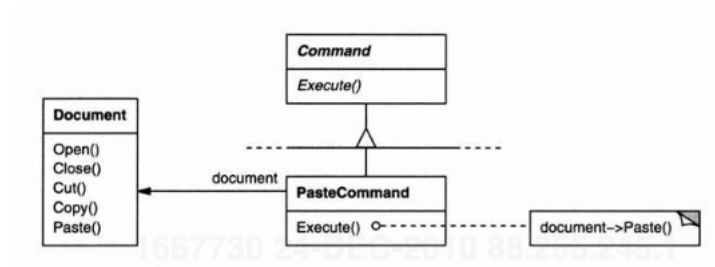 Command
Execute()
Document
Open()
Close()
Cut()
Copy()
Paste()
document
PasteCommand
Execute()
document->Paste()